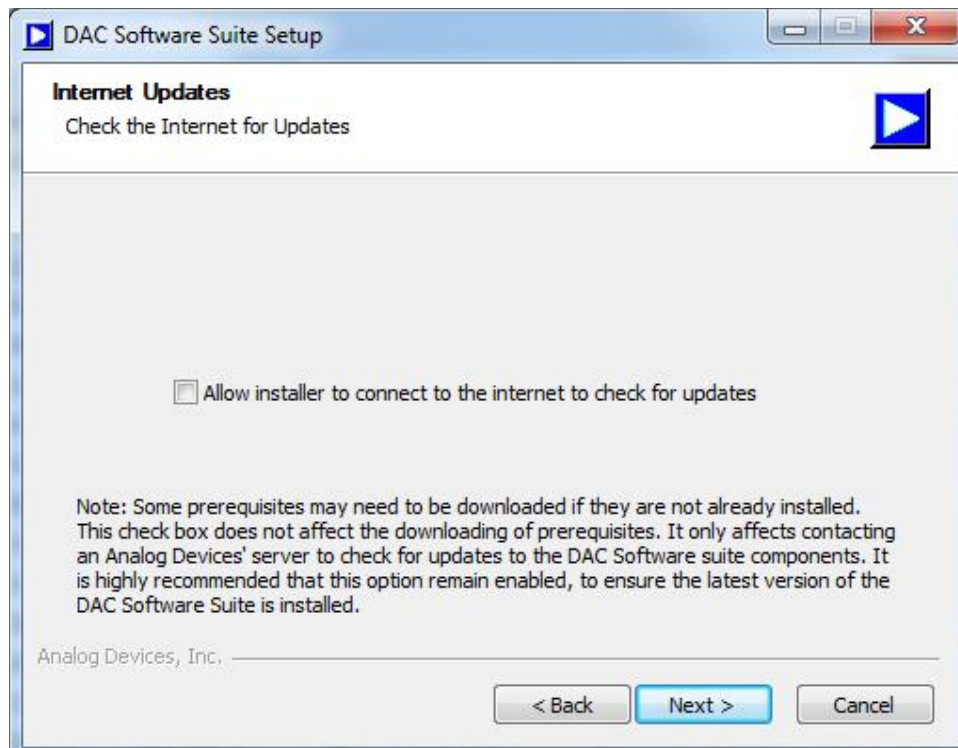 DAC Software Suite Setup
Internet Updates
Check the Internet for Updates
Allow installer to connect to the internet to check for updates
Note: Some prerequisites may need to be downloaded if they are not already installed.
This check box does not affect the downloading of prerequisites. It only affects contacting
an Analog Devices' server to check for updates to the DAC Software suite components. It
is highly recommended that this option remain enabled, to ensure the latest version of the
DAC Software Suite is installed.
Analog Devices, Inc.
< Back Next > Cancel